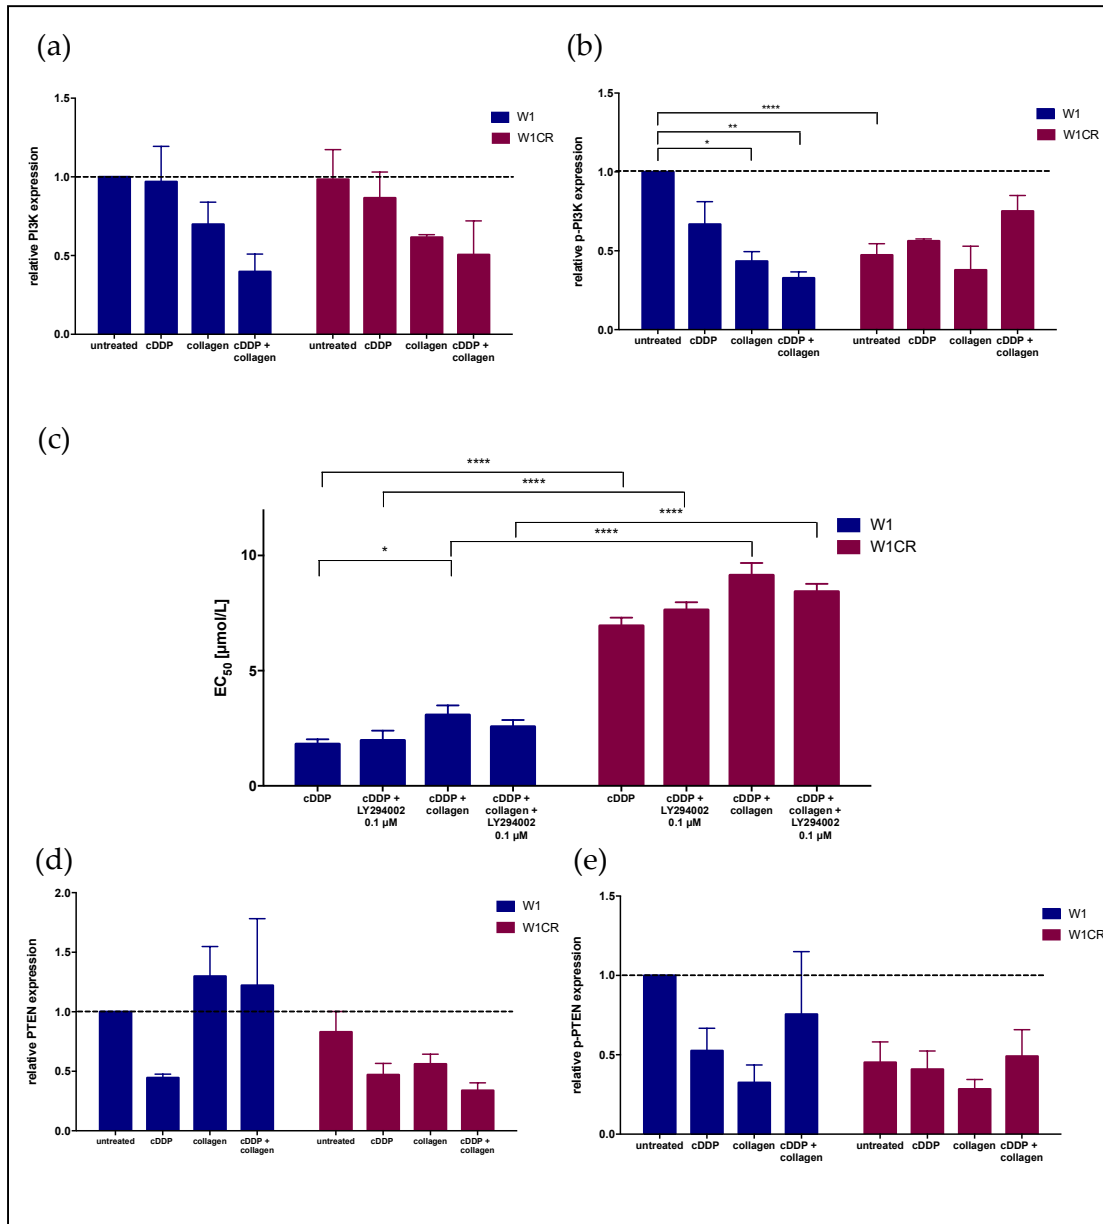 (a)
relative PI3K expression
1.5
1.0
0.5
0.0
W1
W1CR
untreated cDDP collagen cDDP + collagen untreated cDDP collagen cDDP + collagen
(b)
relative p-PI3K expression
1.5
1.0
0.5
0.0
****
**
*
W1
W1CR
untreated cDDP collagen cDDP + collagen untreated cDDP collagen cDDP + collagen
(c)
EC50 [µmol/L]
10
5
0
****
****
****
****
*
W1
W1CR
cDDP
cDDP +
LY294002
0.1 µM
cDDP +
collagen
cDDP +
collagen +
LY294002
0.1 µM
cDDP
cDDP +
LY294002
0.1 µM
cDDP +
collagen
cDDP +
collagen +
LY294002
0.1 µM
(d)
relative PTEN expression
2.0
1.5
1.0
0.5
0.0
W1
W1CR
untreated cDDP collagen cDDP + collagen untreated cDDP collagen cDDP + collagen
(e)
relative p-PTEN expression
1.5
1.0
0.5
0.0
W1
W1CR
untreated cDDP collagen cDDP + collagen untreated cDDP collagen cDDP + collagen